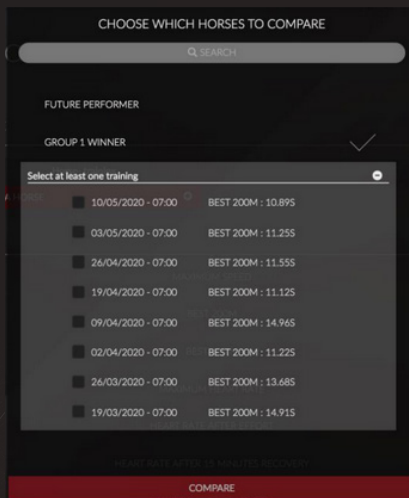 CHOOSE WHICH HORSES TO COMPARE
SEARCH
FUTURE PERFORMER
GROUP 1 WINNER
Select at least one training
10/05/2020 - 07:00 BEST 200M : 10.89S
03/05/2020 - 07:00 BEST 200M : 11.25S
26/04/2020 - 07:00 BEST 200M : 11.55S
19/04/2020 - 07:00 BEST 200M : 11.12S
09/04/2020 - 07:00 BEST 200M : 14.96S
02/04/2020 - 07:00 BEST 200M : 11.22S
26/03/2020 - 07:00 BEST 200M : 13.68S
19/03/2020 - 07:00 BEST 200M : 14.91S
HEART RATE AFTER EFFORT
HEART RATE AFTER 15 MINUTES RECOVERY
COMPARE